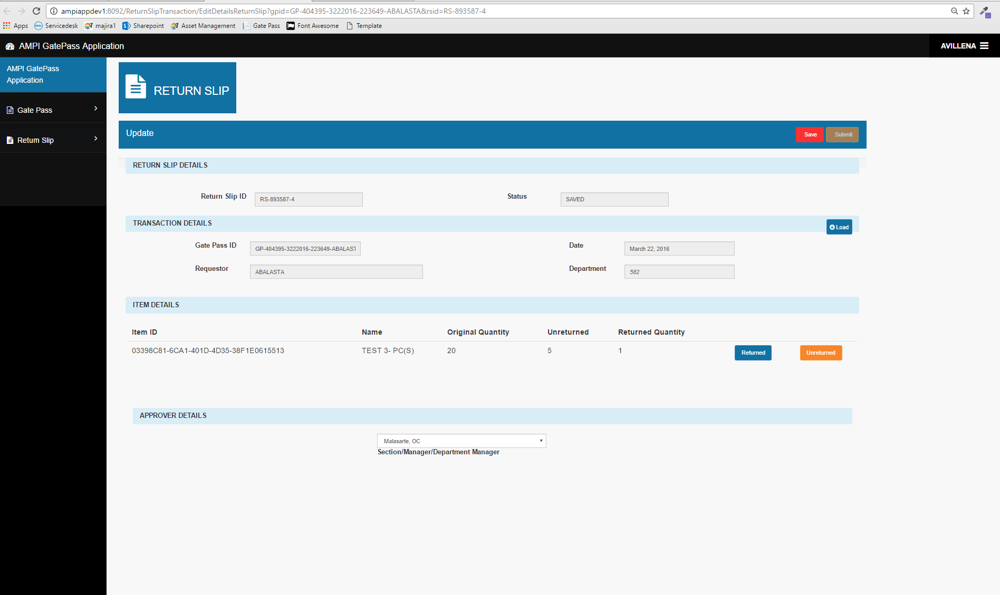 ampiappdev1:8092/ReturnSlipTransaction/EditDetailsReturnSlip?gpid=GP-404395-3222016-223649-ABALASTA&rsid=RS-893587-4
Apps Servicedesk majira1 Sharepoint Asset Management Gate Pass Font Awesome Template
AMPI GatePass Application AVILLENA
AMPI GatePass
Application
Gate Pass
Return Slip
RETURN SLIP
Update Save Submit
RETURN SLIP DETAILS
Return Slip ID RS-893587-4 Status SAVED
TRANSACTION DETAILS Load
Gate Pass ID GP-404395-3222016-223649-ABALAST Date March 22, 2016
Requestor ABALASTA Department 582
ITEM DETAILS
Item ID Name Original Quantity Unreturned Returned Quantity
03398C81-6CA1-401D-4D35-38F1E0615513 TEST 3- PC(S) 20 5 1 Returned Unreturned
APPROVER DETAILS
Malasarte, OC
Section/Manager/Department Manager